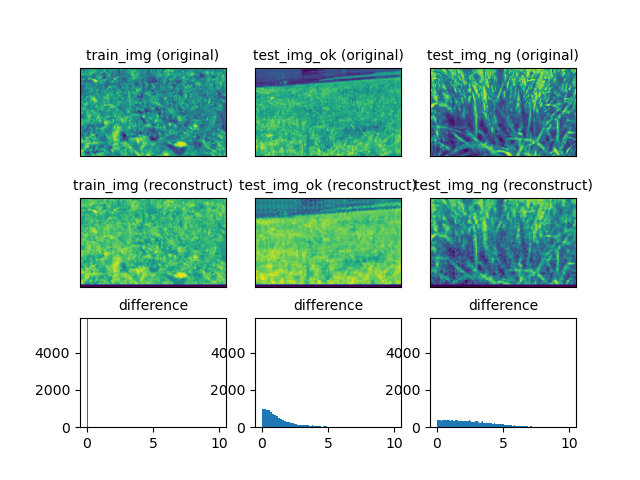 train_img (original) test_img_ok (original) test_img_ng (original)
train_img (reconstruct) test_img_ok (reconstruct) test_img_ng (reconstruct)
difference difference difference
4000 4000 4000
2000 2000 2000
0 0 0
0 5 10 0 5 10 0 5 10